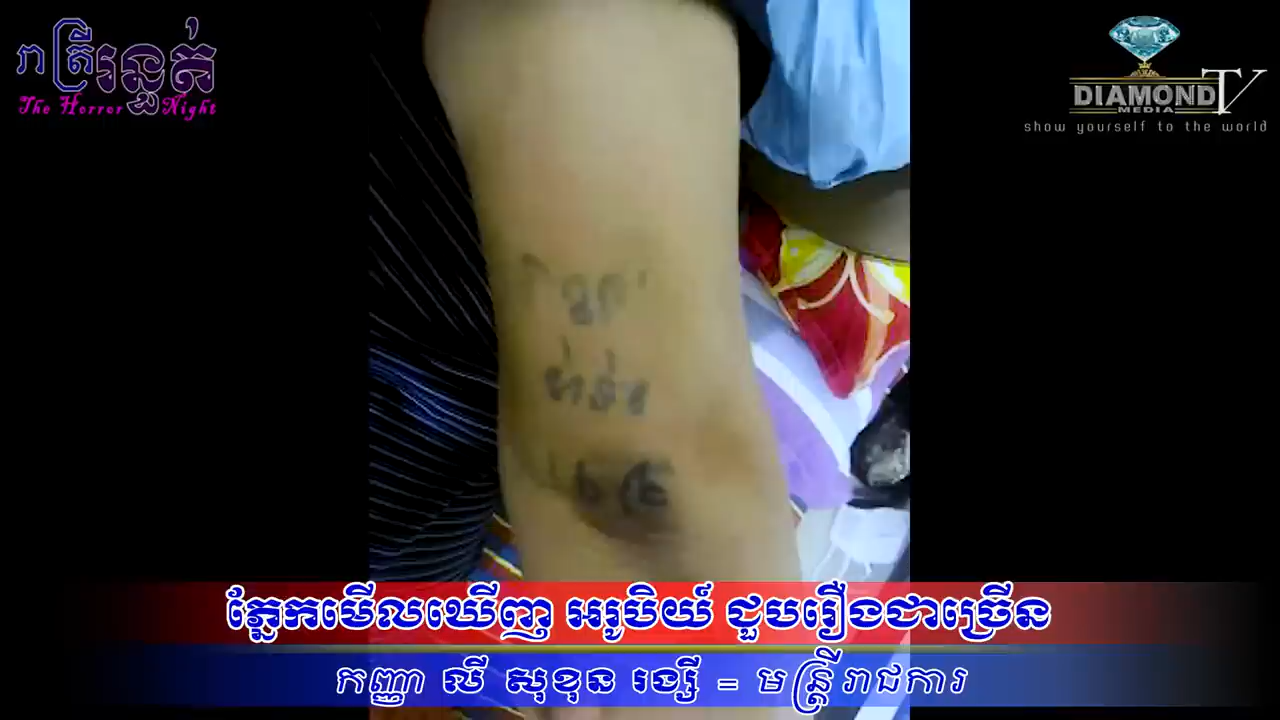 រាត្រីរន្ធត់
The Horror Night
DIAMOND TV
MEDIA
show yourself to the world
ភ្នែកមើលឃើញ អរូបិយ៍ ជួបរឿងជាច្រើន
កញ្ញា លី សុខុន រង្សី = មន្ត្រីរាជការ